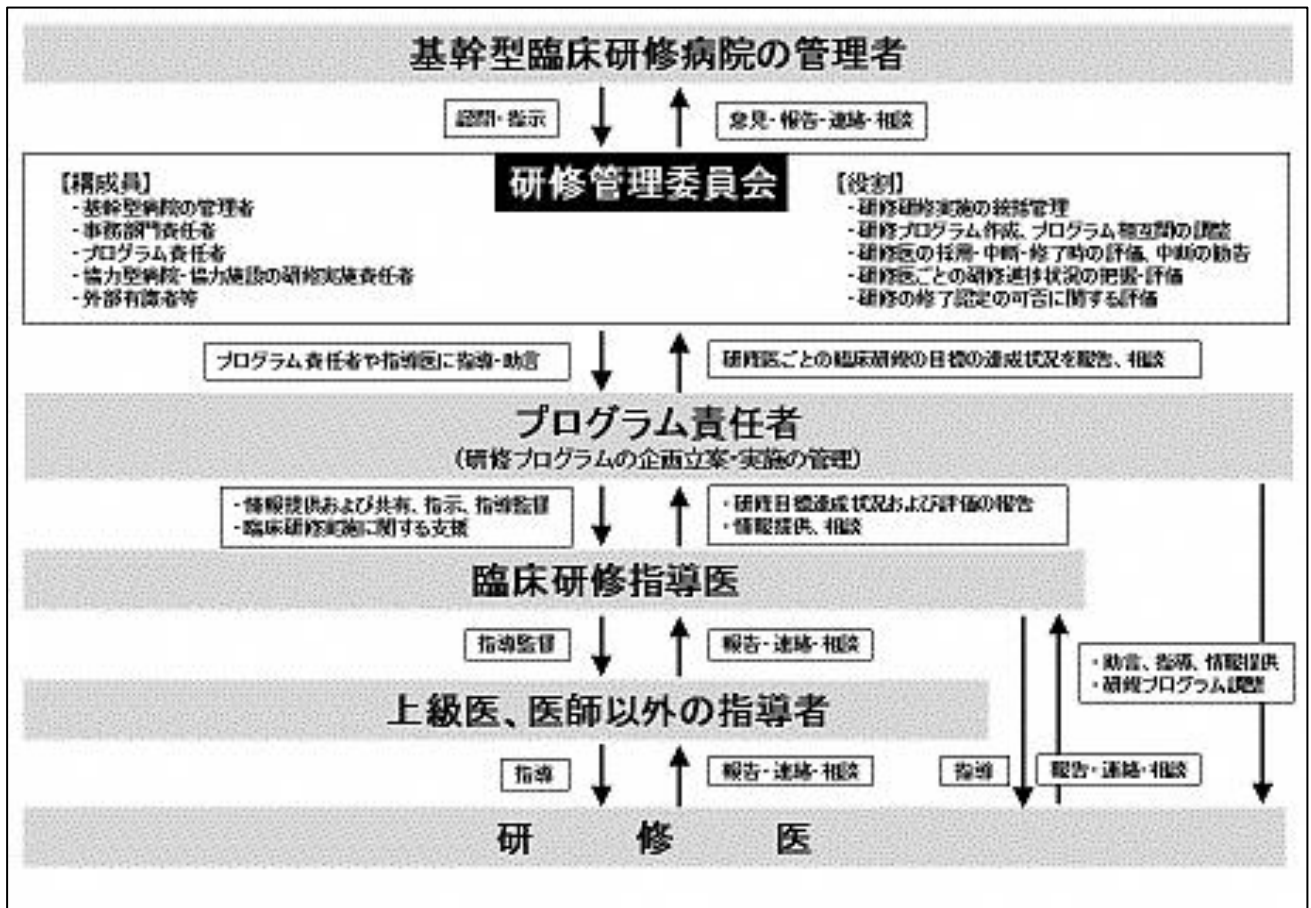 基幹型臨床研修病院の管理者
諮問・指示
意見・報告・連絡・相談
研修管理委員会
【構成員】
・基幹型病院の管理者
・事務部門責任者
・プログラム責任者
・協力型病院・協力施設の研修実施責任者
・外部有識者等
【役割】
・研修研修実施の統括管理
・研修プログラム作成、プログラム相互間の調整
・研修医の採用・中断・修了時の評価、中断の勧告
・研修医ごとの研修進捗状況の把握・評価
・研修の修了認定の可否に関する評価
プログラム責任者や指導医に指導・助言
研修医ごとの臨床研修の目標の達成状況を報告、相談
プログラム責任者
(研修プログラムの企画立案・実施の管理)
・情報提供および共有、指示、指導監督
・臨床研修実施に関する支援
・研修目標達成状況および評価の報告
・情報提供、相談
臨床研修指導医
指導監督
報告・連絡・相談
・助言、指導、情報提供
・研修プログラム調整
上級医、医師以外の指導者
指導
報告・連絡・相談
指導
報告・連絡・相談
研 修 医